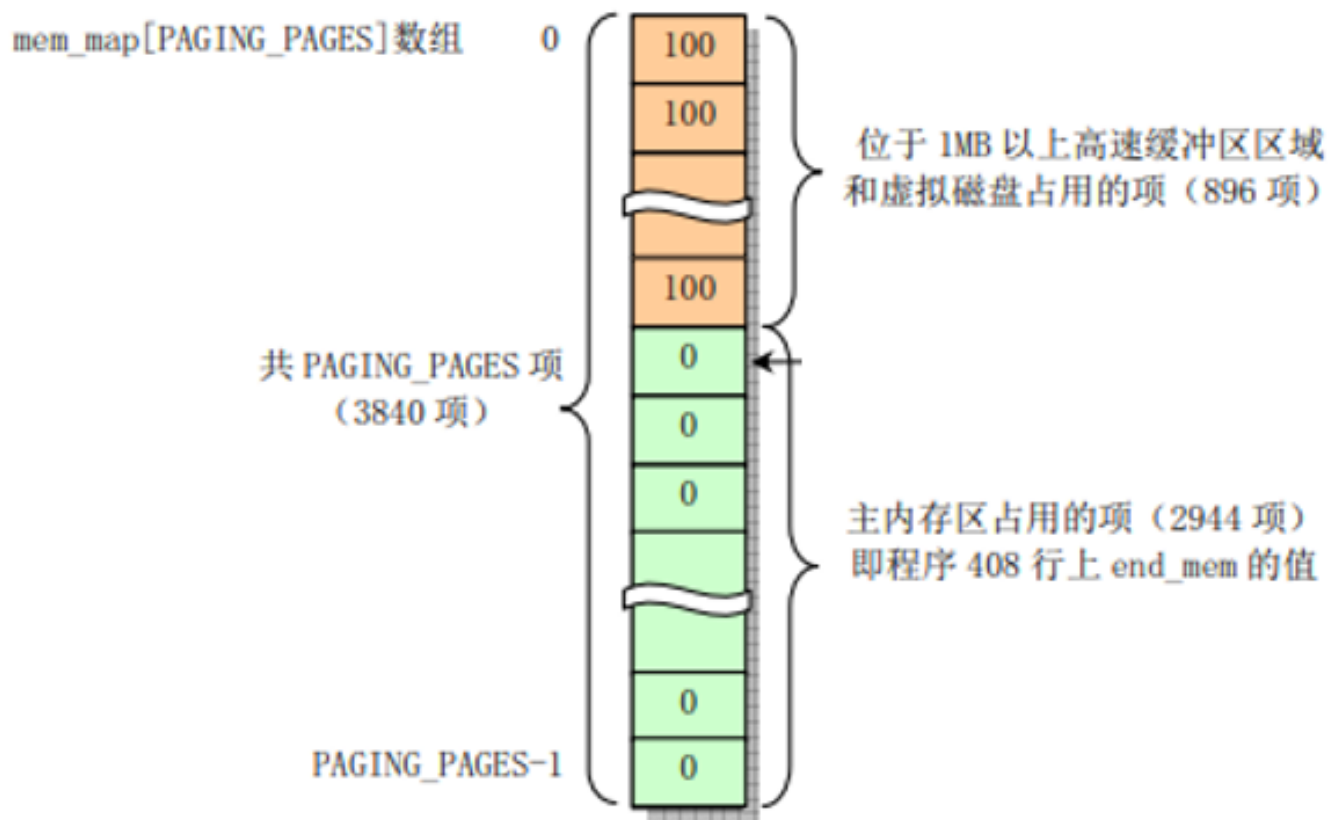 mem_map[PAGING_PAGES]数组 0
100
100
位于 1MB 以上高速缓冲区区域
和虚拟磁盘占用的项（896 项）
100
共 PAGING_PAGES 项
（3840 项）
0
0
0
主内存区占用的项（2944 项）
即程序 408 行上 end_mem 的值
0
PAGING_PAGES-1 0